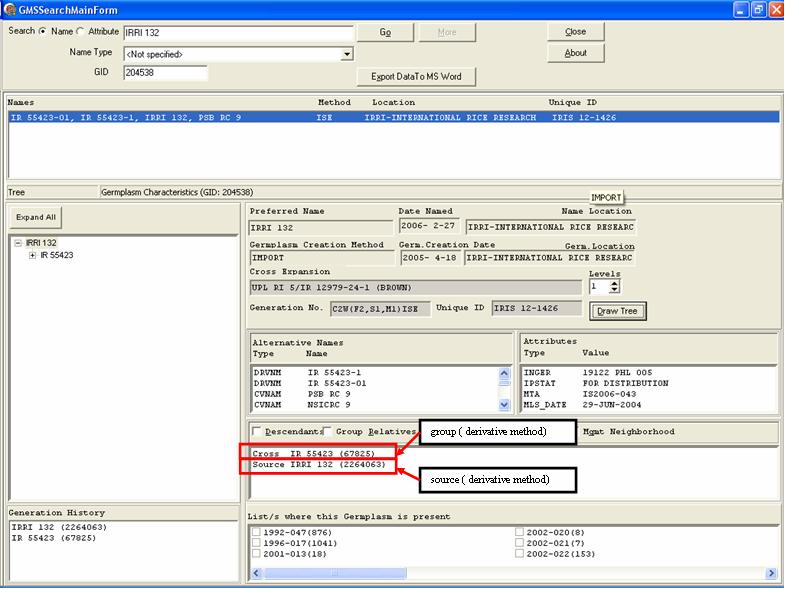 GMSSearchMainForm
Search Name Attribute IRRI 132 Go More Close
Name Type <Not specified> About
GID 204538 Export DataTo MS Word
Names Method Location Unique ID
IR 55423-01, IR 55423-1, IRRI 132, PSB RC 9 ISE IRRI-INTERNATIONAL RICE RESEARCH IRIS 12-1426
Tree Germplasm Characteristics (GID: 204538) IMPORT
Expand All
IRRI 132
IR 55423
Preferred Name Date Named Name Location
IRRI 132 2006- 2-27 IRRI-INTERNATIONAL RICE RESEARC
Germplasm Creation Method Germ.Creation Date Germ.Location
IMPORT 2005- 4-18 IRRI-INTERNATIONAL RICE RESEARC
Cross Expansion Levels
UPL RI 5/IR 12979-24-1 (BROWN) 1
Generation No. C2W(F2,S1,M1)ISE Unique ID IRIS 12-1426 Draw Tree
Alternative Names
Type Name
DRVNM IR 55423-1
DRVNM IR 55423-01
CVNAM PSB RC 9
CVNAM NSICRC 9
Attributes
Type Value
INGER 19122 PHL 005
IPSTAT FOR DISTRIBUTION
MTA IS2006-043
MLS_DATE 29-JUN-2004
Descendants Group Relatives group ( derivative method) Mgmt Neighborhood
Cross IR 55423 (67825)
Source IRRI 132 (2264063)
source ( derivative method)
Generation History
IRRI 132 (2264063)
IR 55423 (67825)
List/s where this Germplasm is present
1992-047(876) 2002-020(8)
1996-017(1041) 2002-021(7)
2001-013(18) 2002-022(153)